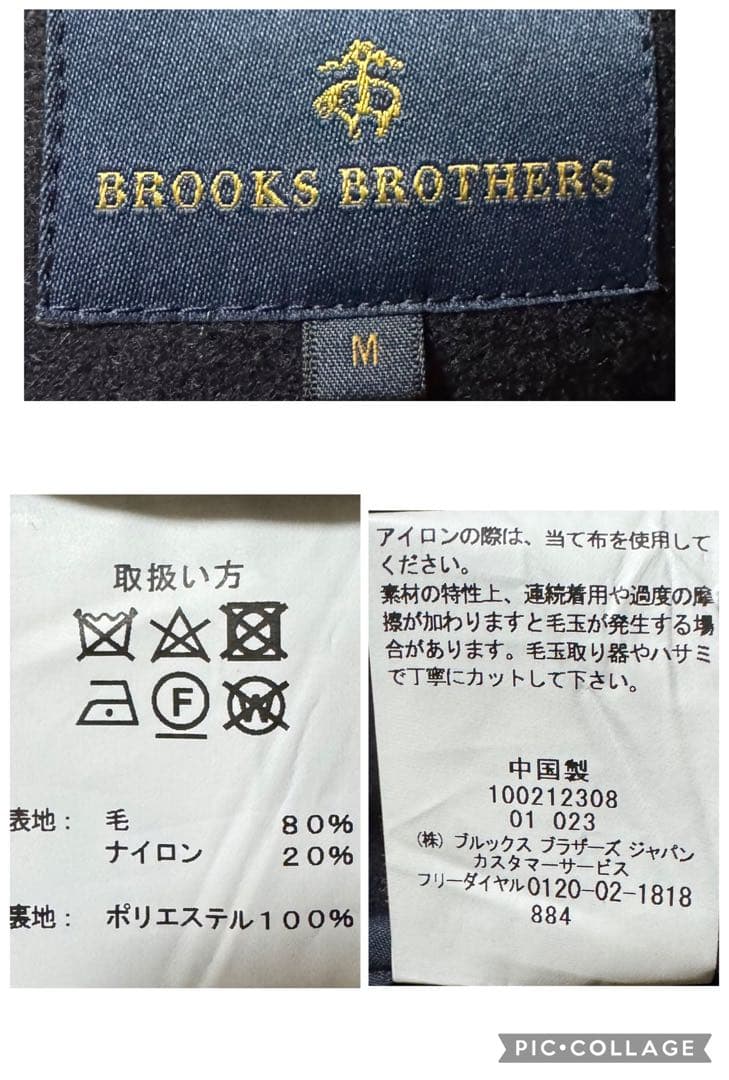 BROOKS BROTHERS
M
取扱い方
F
W
表地： 毛 80%
ナイロン 20%
裏地： ポリエステル100%
アイロンの際は、当て布を使用して
ください。
素材の特性上、連続着用や過度の摩
擦が加わりますと毛玉が発生する場
合があります。毛玉取り器やハサミ
で丁寧にカットして下さい。
中国製
100212308
01 023
(株) ブルックス ブラザーズ ジャパン
カスタマーサービス
フリーダイヤル0120-02-1818
884
PIC•COLLAGE